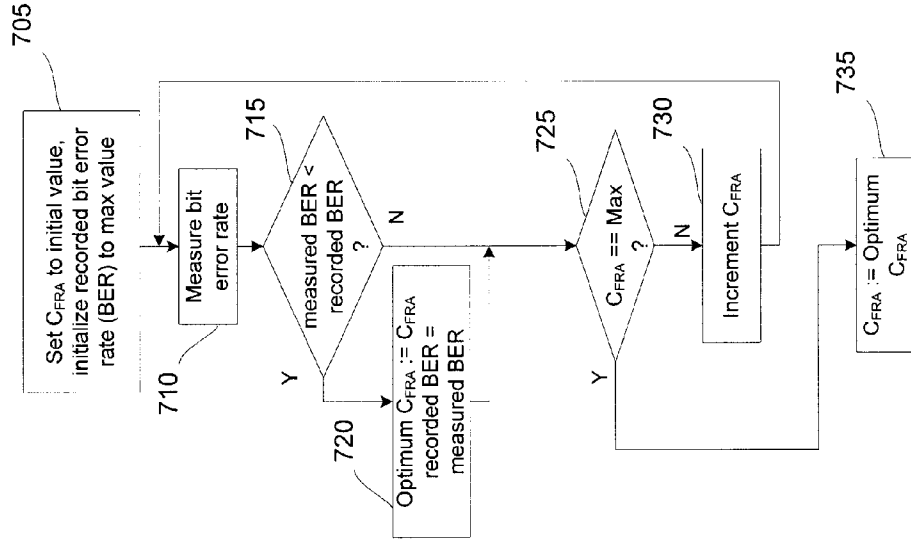 705
Set CFRA to initial value,
initialize recorded bit error
rate (BER) to max value
Measure bit
error rate
710
715
measured BER <
recorded BER
?
Y
N
720
Optimum CFRA := CFRA
recorded BER =
measured BER
725
CFRA == Max
?
Y
N
730
Increment CFRA
735
CFRA := Optimum
CFRA